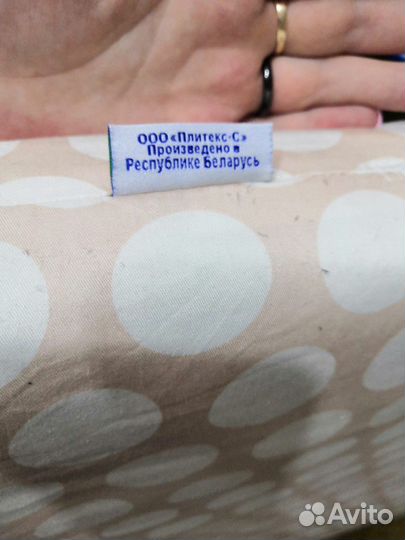 ООО «Плитекс-С»
Произведено в
Республике Беларусь
Avito